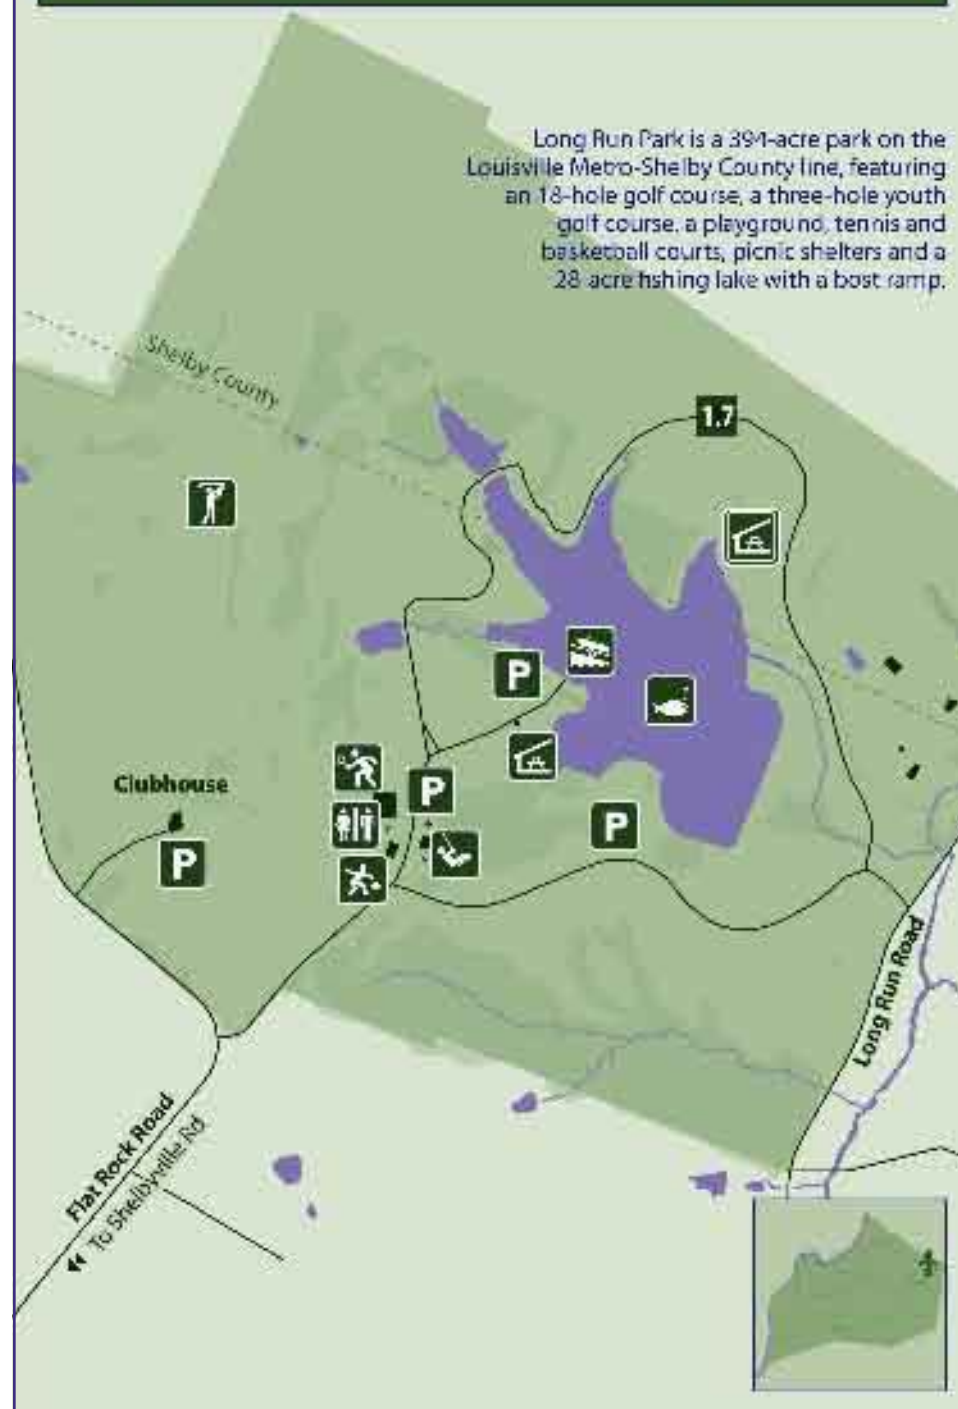 Long Run Park is a 394-acre park on the
Louisville Metro-Shelby County line, featuring
an 18-hole golf course, a three-hole youth
golf course, a playground, tennis and
basketball courts, picnic shelters and a
28 acre fishing lake with a bost ramp.
Shelby County
1.7
P
Clubhouse
P
P
P
Long Run Road
Flat Rock Road
To Shelbyville Rd